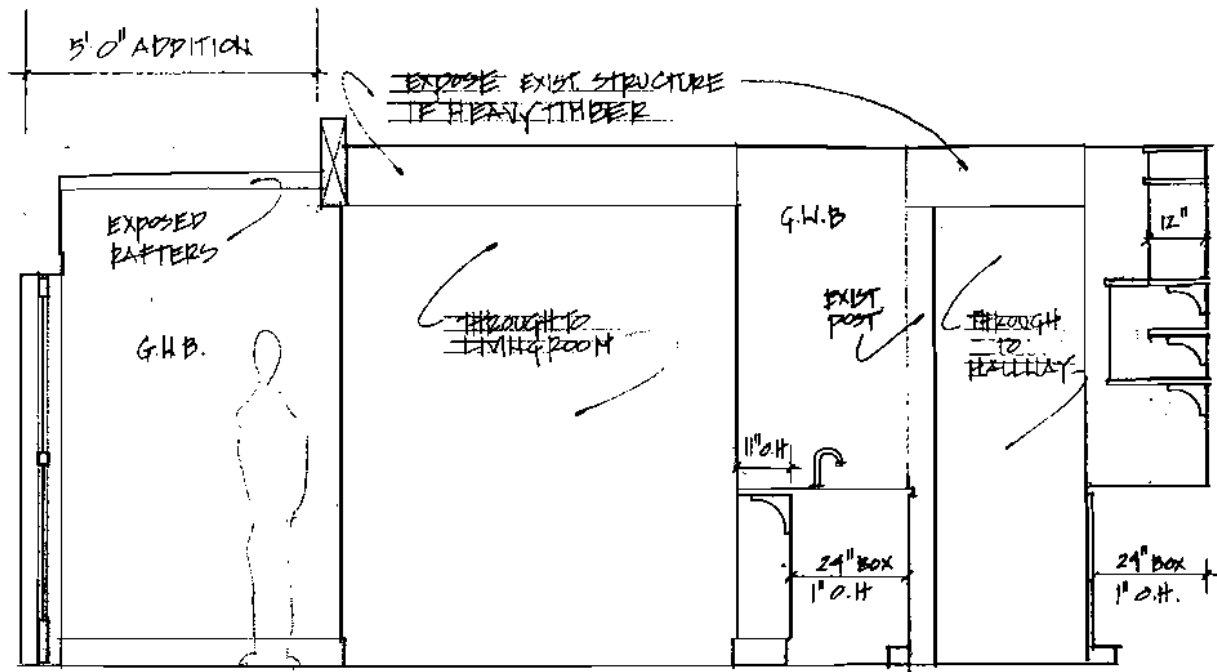 5'-0" ADDITION
EXPOSE EXIST. STRUCTURE
IF HEAVY TIMBER
EXPOSED
RAFTERS
G.W.B.
THROUGH TO
LIVING ROOM
G.W.B
EXIST.
POST
THROUGH
TO
HALLWAY
12"
11" O.H
24" BOX
1" O.H
24" BOX
1" O.H.